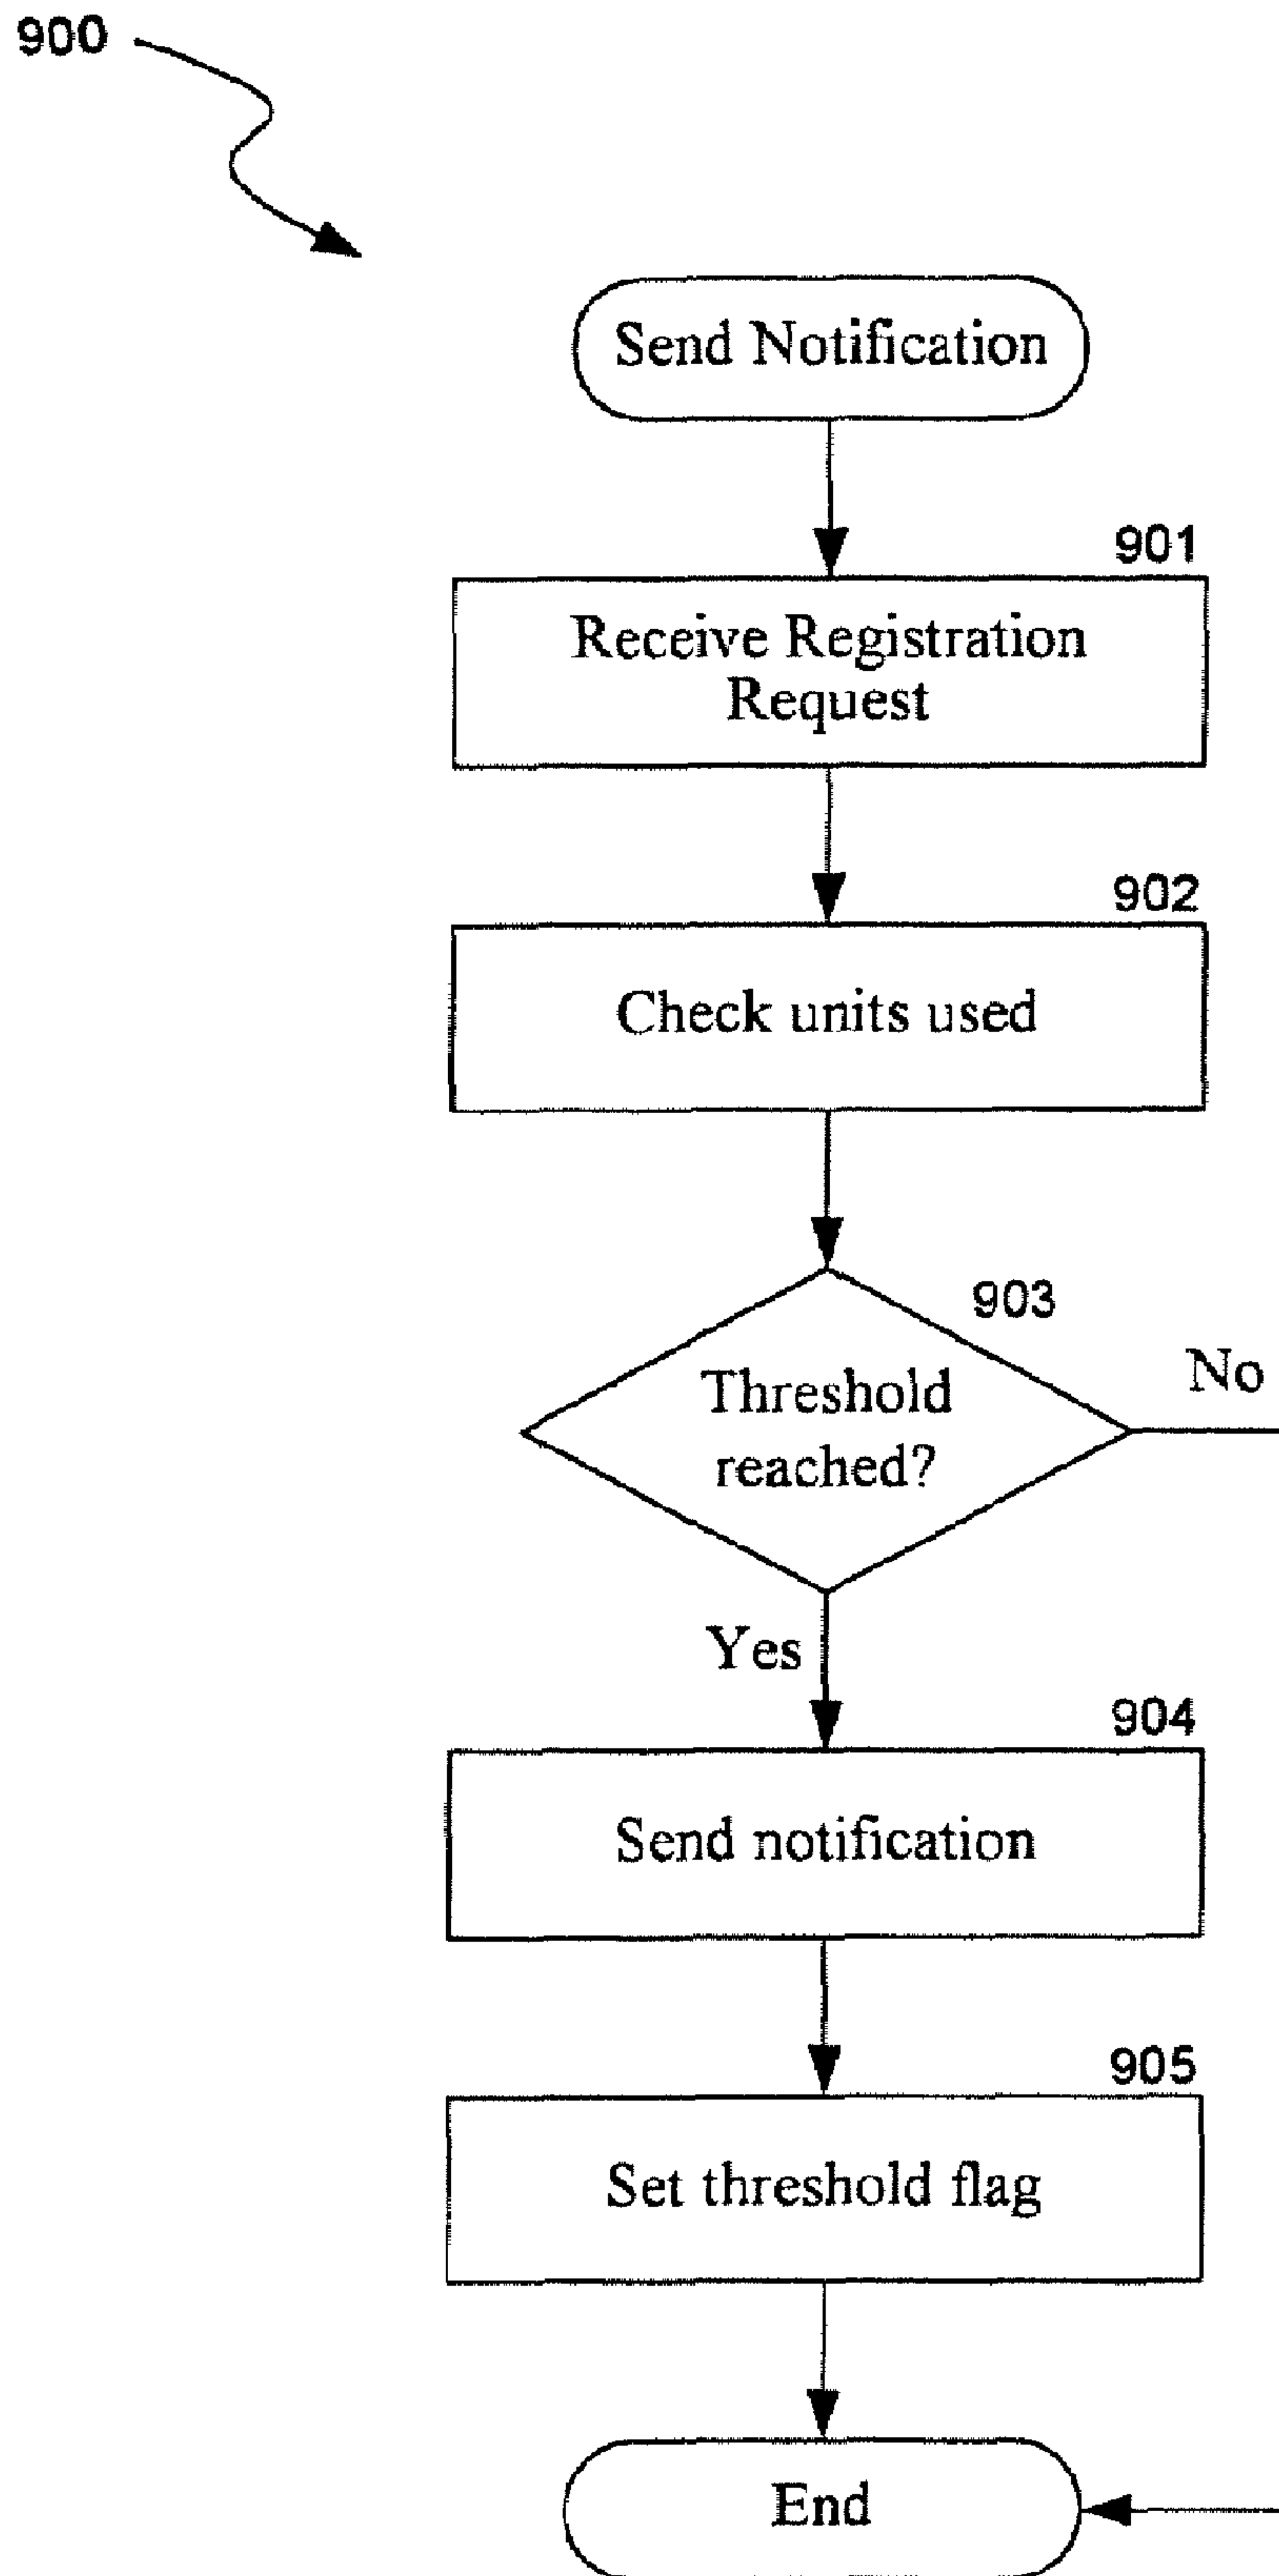 900
Send Notification
901
Receive Registration
Request
902
Check units used
903
Threshold
reached?
No
Yes
904
Send notification
905
Set threshold flag
End